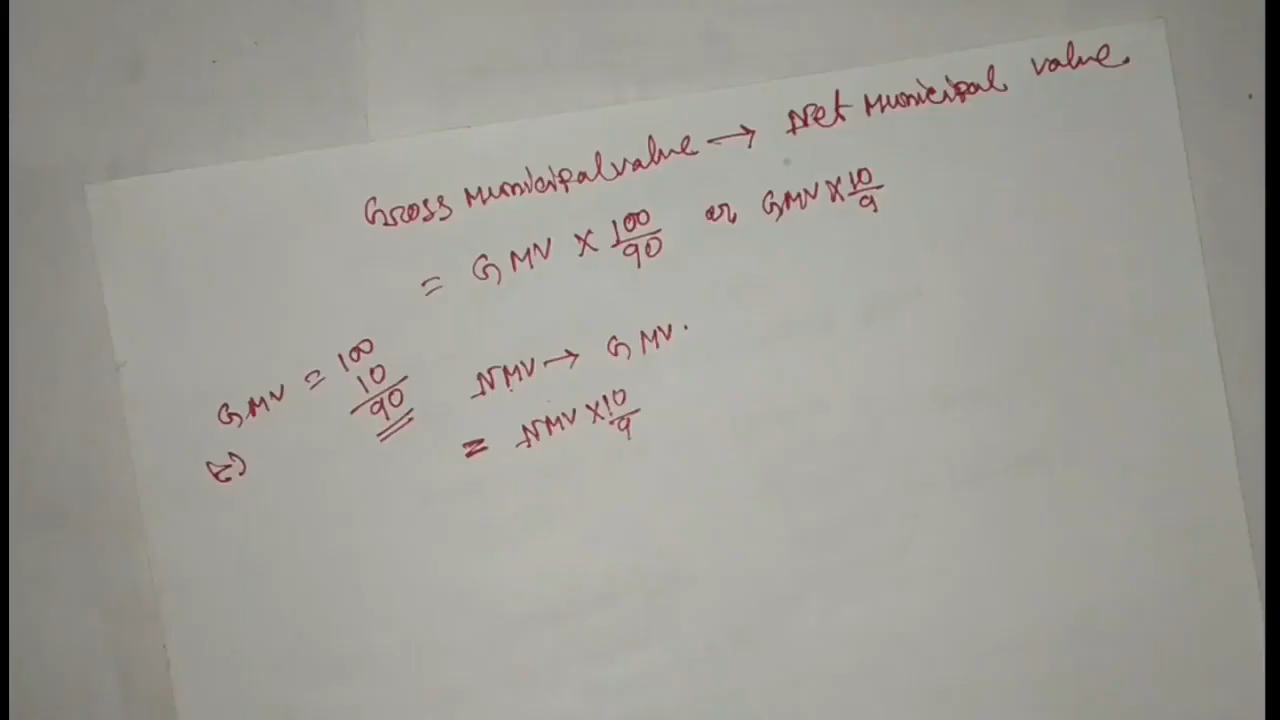 Gross Municipal value → Net Municipal value.
= GMV × 100/90 or GMV × 10/9
GMV = 100
10
90
NMV → GMV.
= NMV × 10/9